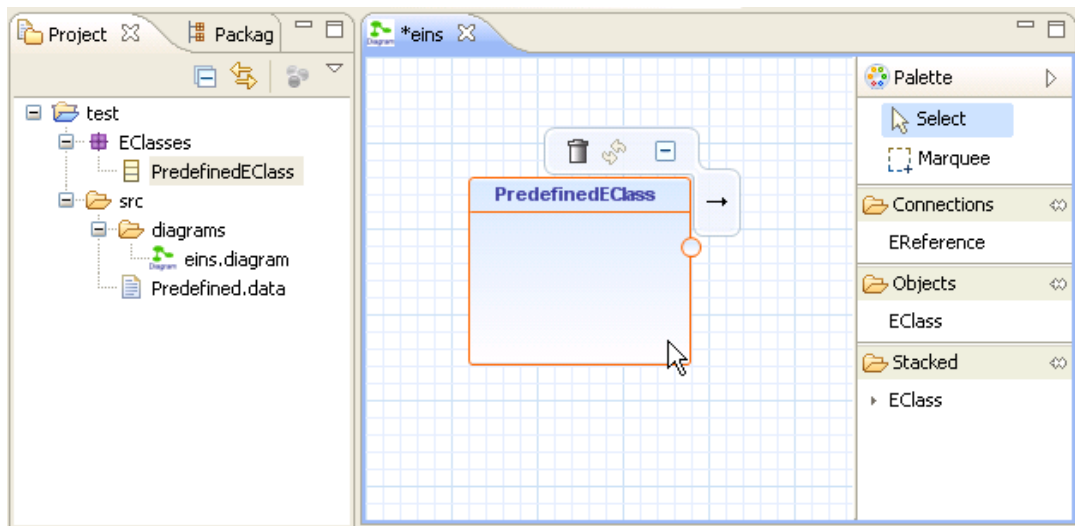 Project
Packag
test
EClasses
PredefinedEClass
src
diagrams
eins.diagram
Predefined.data
*eins
PredefinedEClass
Palette
Select
Marquee
Connections
EReference
Objects
EClass
Stacked
EClass